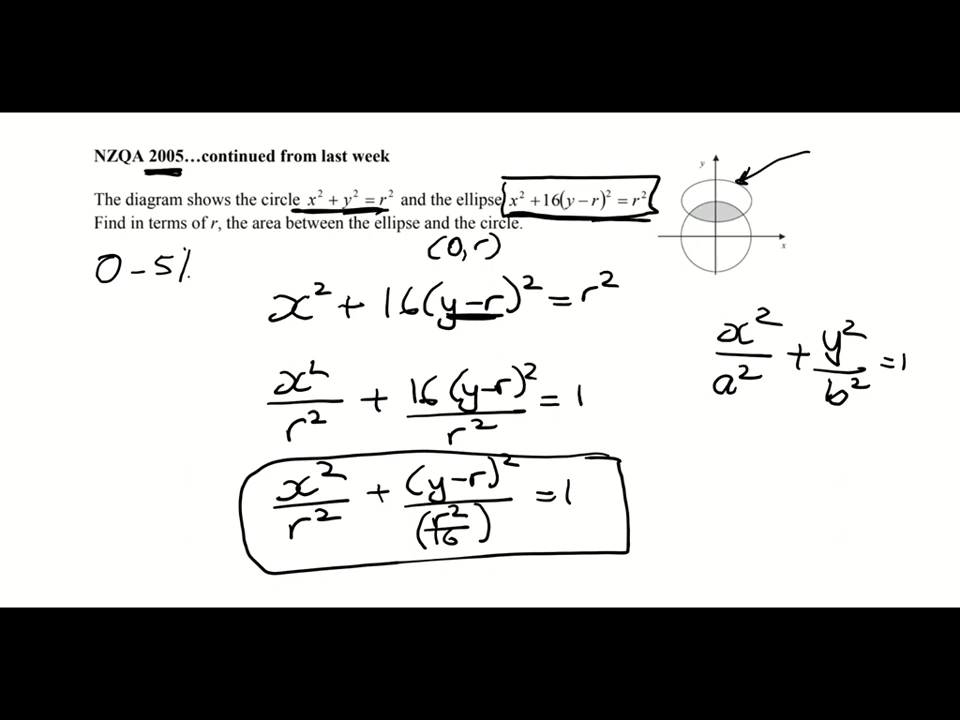 NZQA 2005…continued from last week
The diagram shows the circle x² + y² = r² and the ellipse x² + 16(y − r)² = r²
Find in terms of r, the area between the ellipse and the circle.
y
x
(0, r)
0 - 5%
x² + 16(y-r)² = r²
x²/a² + y²/b² = 1
x²/r² + 16(y-r)²/r² = 1
x²/r² + (y-r)²/(r²/16) = 1